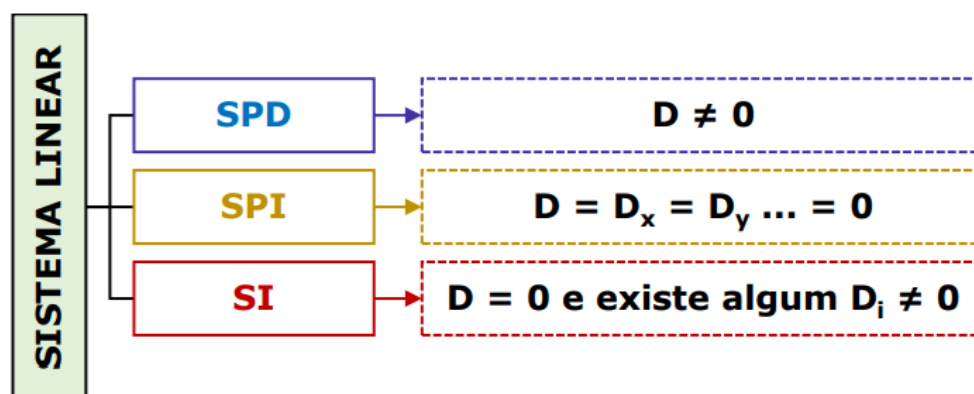 SISTEMA LINEAR
SPD
D ≠ 0
SPI
D = Dx = Dy ... = 0
SI
D = 0 e existe algum Di ≠ 0